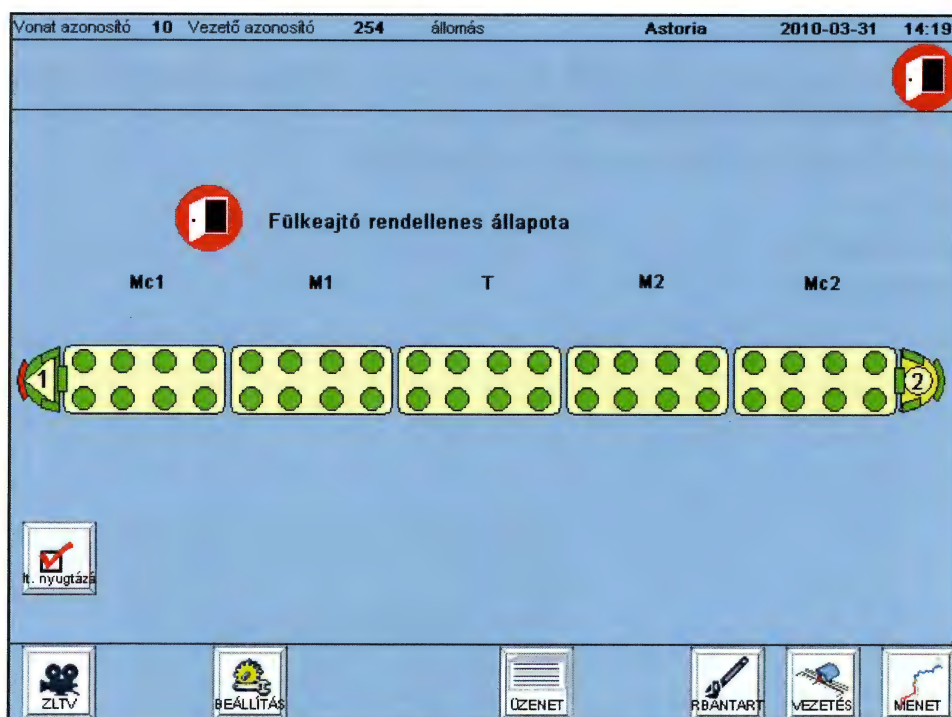 Vonat azonosító 10 Vezető azonosító 254 állomás Astoria 2010-03-31 14:19
Fülkeajtó rendellenes állapota
Mc1 M1 T M2 Mc2
1 2
lt. nyugtázá
ZLTV BEÁLLÍTÁS ÜZENET RBANTART VEZETÉS MENET